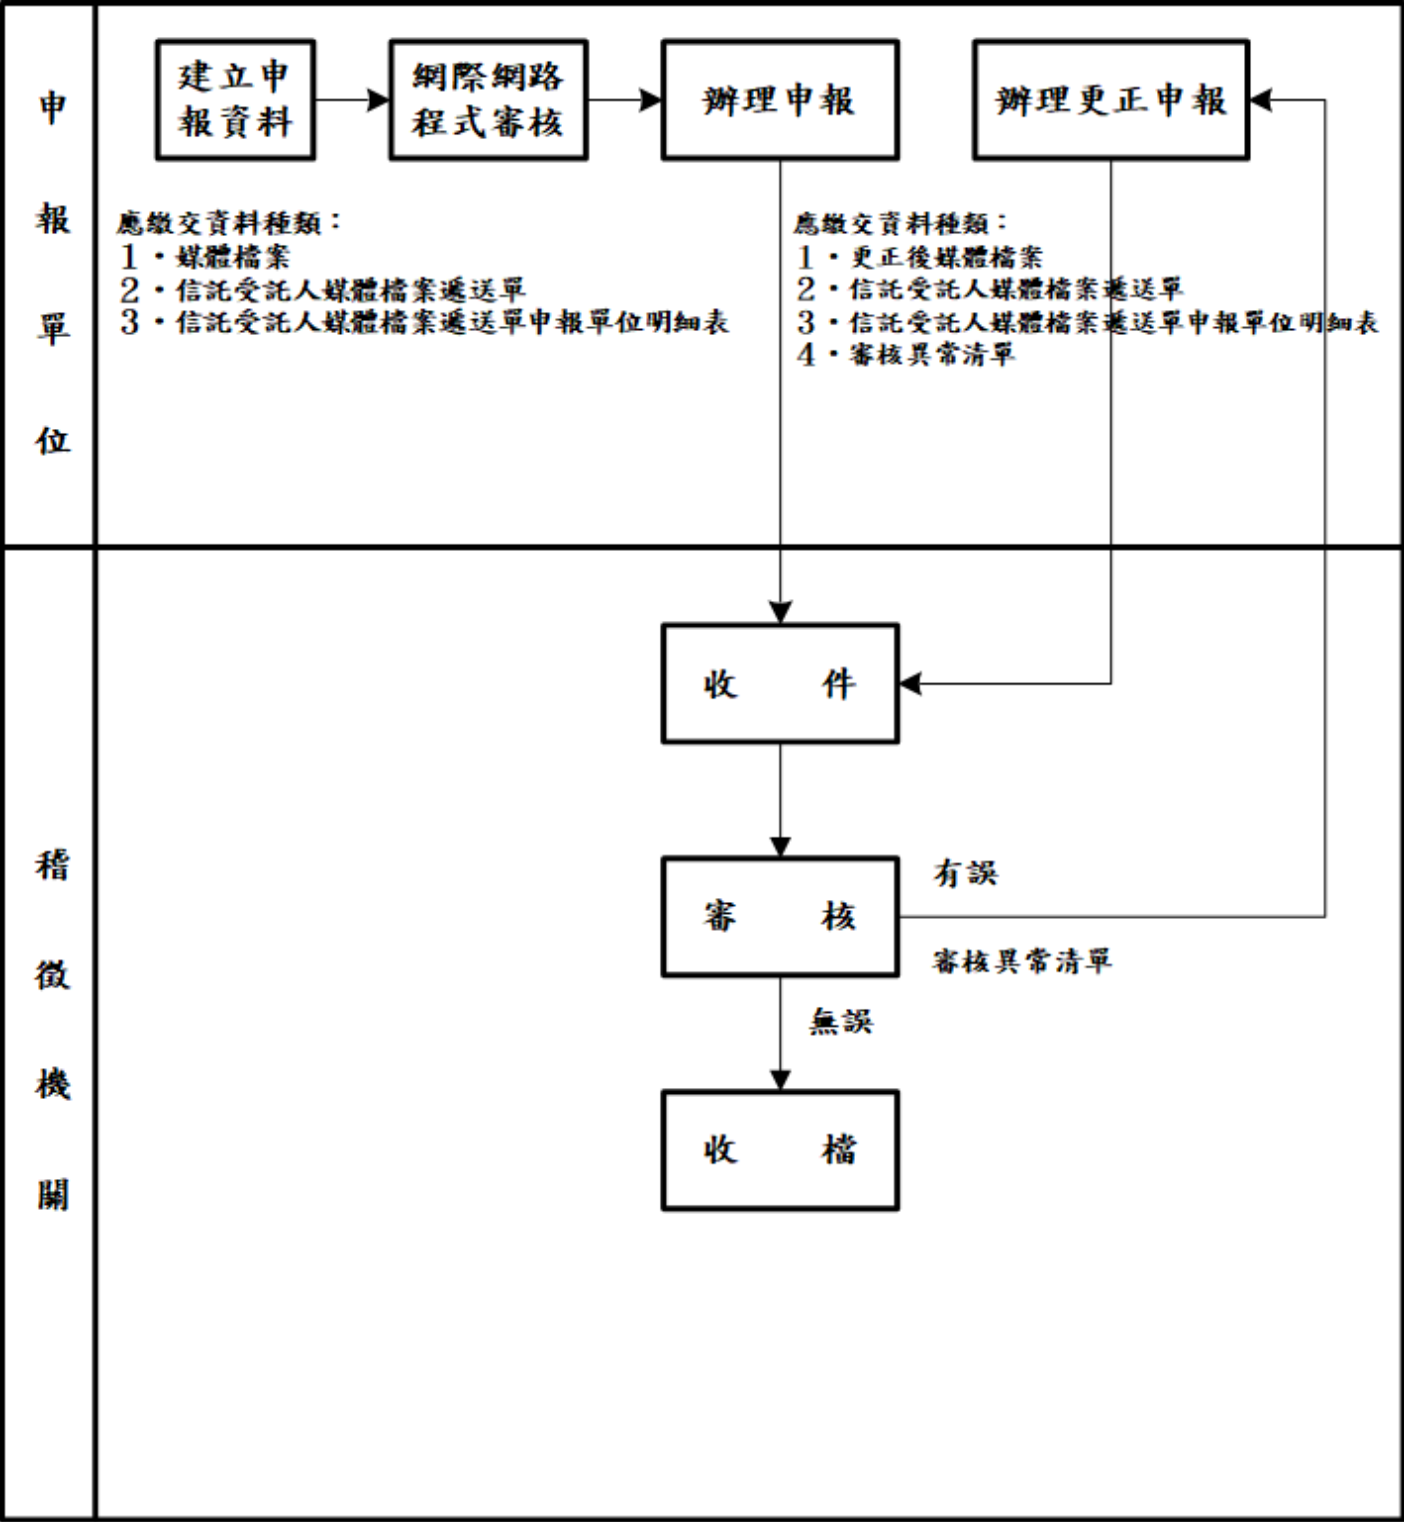 申
報
單
位
建立申
報資料
網際網路
程式審核
辦理申報
辦理更正申報
應繳交資料種類：
1．媒體檔案
2．信託受託人媒體檔案遞送單
3．信託受託人媒體檔案遞送單申報單位明細表
應繳交資料種類：
1．更正後媒體檔案
2．信託受託人媒體檔案遞送單
3．信託受託人媒體檔案遞送單申報單位明細表
4．審核異常清單
稽
徵
機
關
收 件
審 核
有誤
審核異常清單
無誤
收 檔